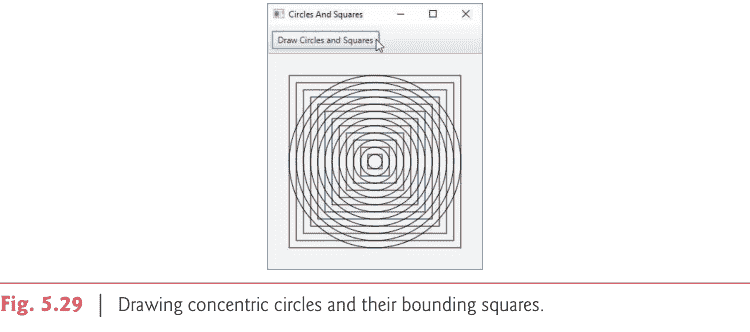 Circles And Squares
Draw Circles and Squares
Fig. 5.29 | Drawing concentric circles and their bounding squares.